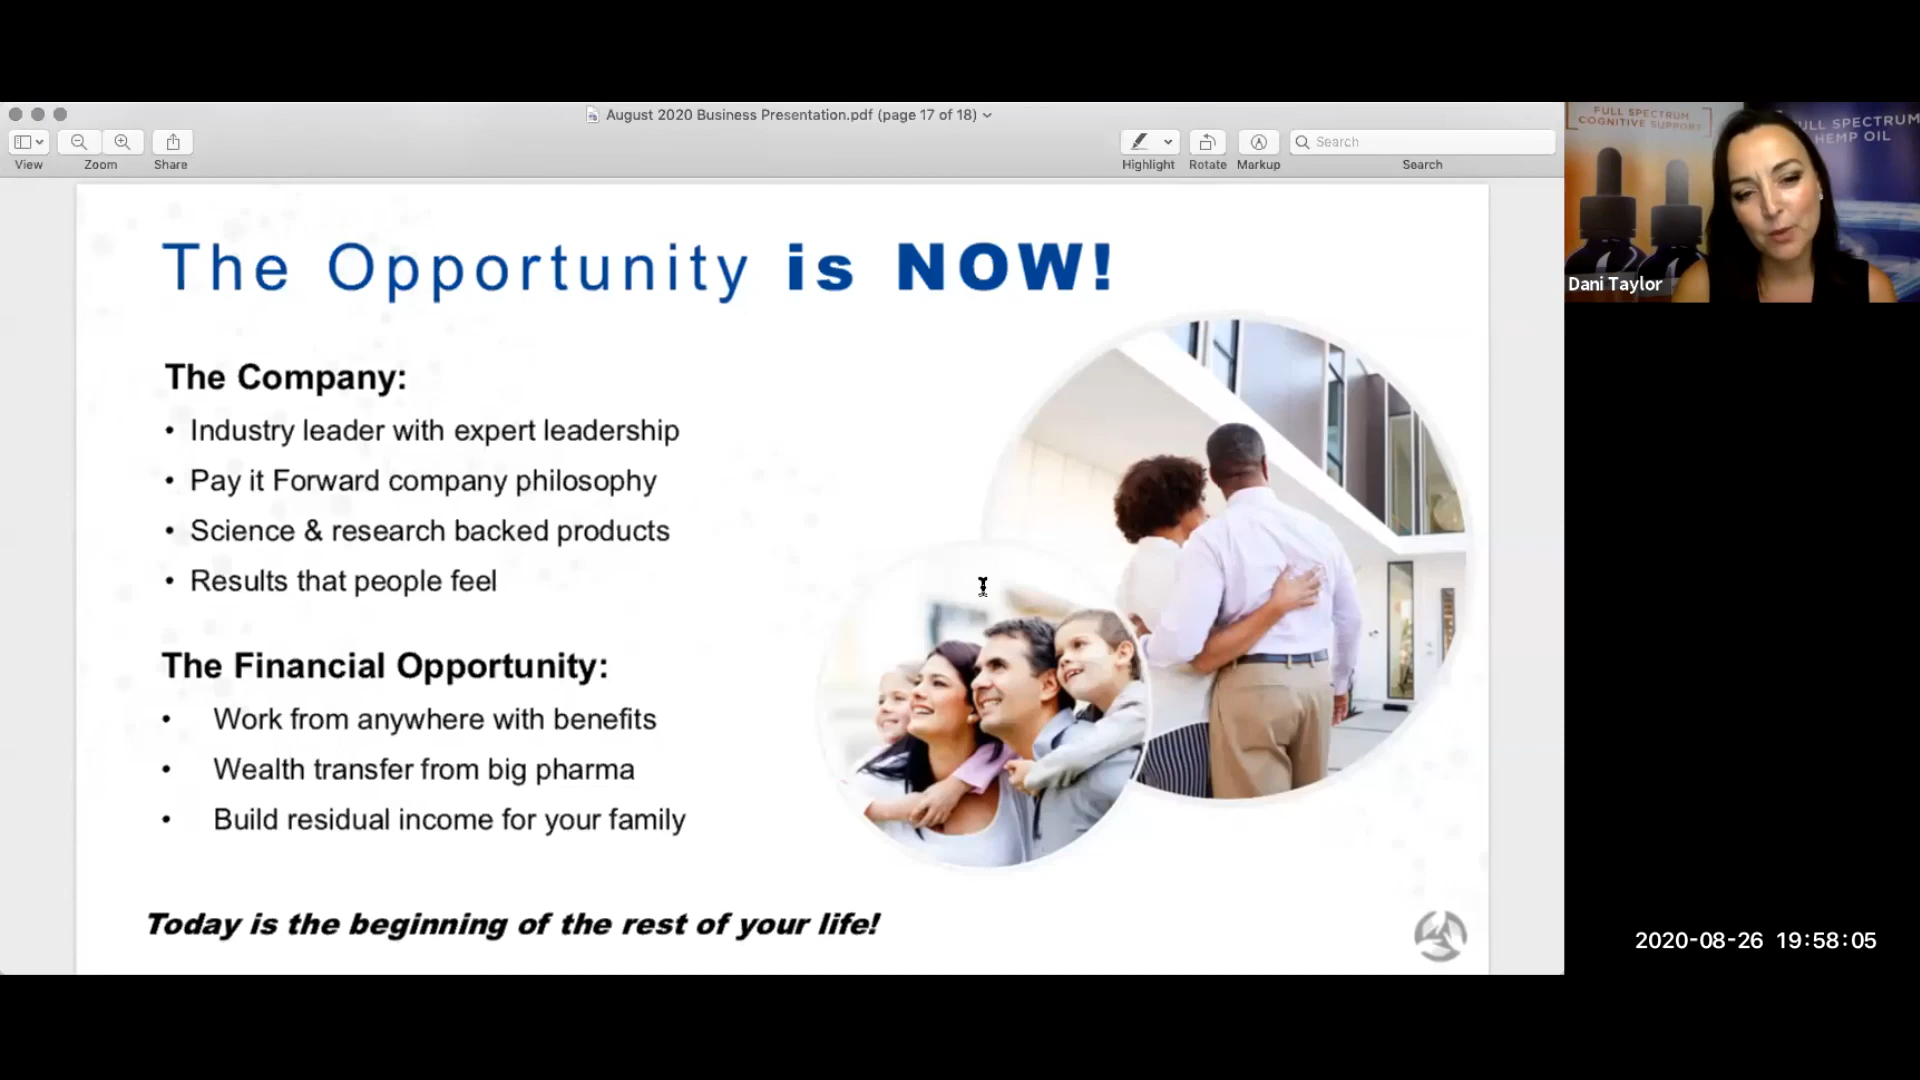 August 2020 Business Presentation.pdf (page 17 of 18)
View
Zoom
Share
Highlight
Rotate
Markup
Search
Search
The Opportunity is NOW!
The Company:
• Industry leader with expert leadership
• Pay it Forward company philosophy
• Science & research backed products
• Results that people feel
The Financial Opportunity:
• Work from anywhere with benefits
• Wealth transfer from big pharma
• Build residual income for your family
Today is the beginning of the rest of your life!
FULL SPECTRUM
COGNITIVE SUPPORT
SPECTRUM
HEMP OIL
Dani Taylor
2020-08-26 19:58:05